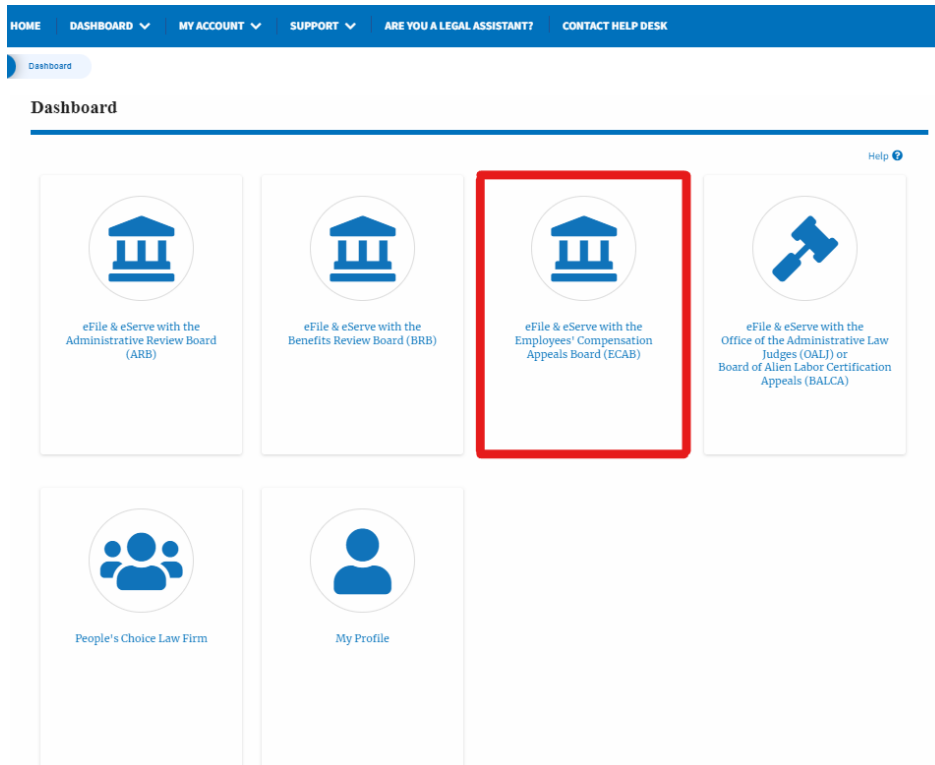 HOME DASHBOARD MY ACCOUNT SUPPORT ARE YOU A LEGAL ASSISTANT? CONTACT HELP DESK
Dashboard
Dashboard
Help ?
eFile & eServe with the
Administrative Review Board
(ARB)
eFile & eServe with the
Benefits Review Board (BRB)
eFile & eServe with the
Employees' Compensation
Appeals Board (ECAB)
eFile & eServe with the
Office of the Administrative Law
Judges (OALJ) or
Board of Alien Labor Certification
Appeals (BALCA)
People's Choice Law Firm
My Profile